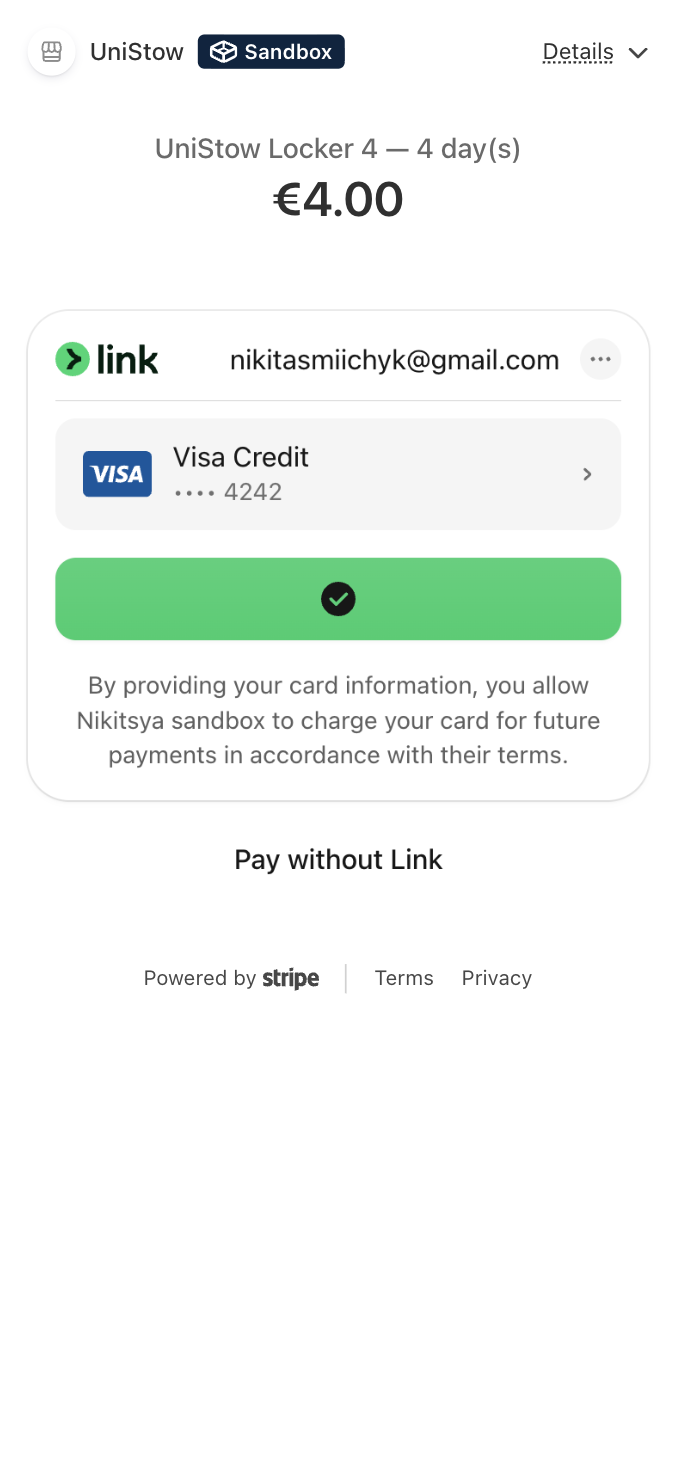 UniStow Sandbox Details
UniStow Locker 4 — 4 day(s)
€4.00
link nikitasmiichyk@gmail.com
VISA Visa Credit
•••• 4242
By providing your card information, you allow
Nikitsya sandbox to charge your card for future
payments in accordance with their terms.
Pay without Link
Powered by stripe Terms Privacy